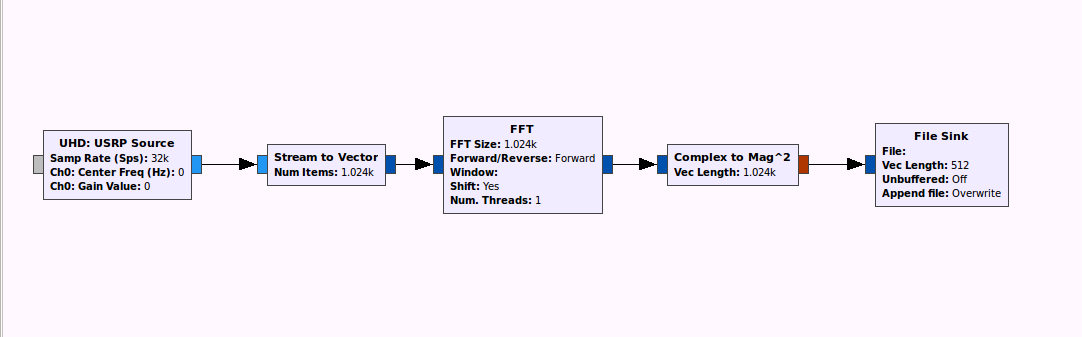 UHD: USRP Source
Samp Rate (Sps): 32k
Ch0: Center Freq (Hz): 0
Ch0: Gain Value: 0
Stream to Vector
Num Items: 1.024k
FFT
FFT Size: 1.024k
Forward/Reverse: Forward
Window:
Shift: Yes
Num. Threads: 1
Complex to Mag^2
Vec Length: 1.024k
File Sink
File:
Vec Length: 512
Unbuffered: Off
Append file: Overwrite